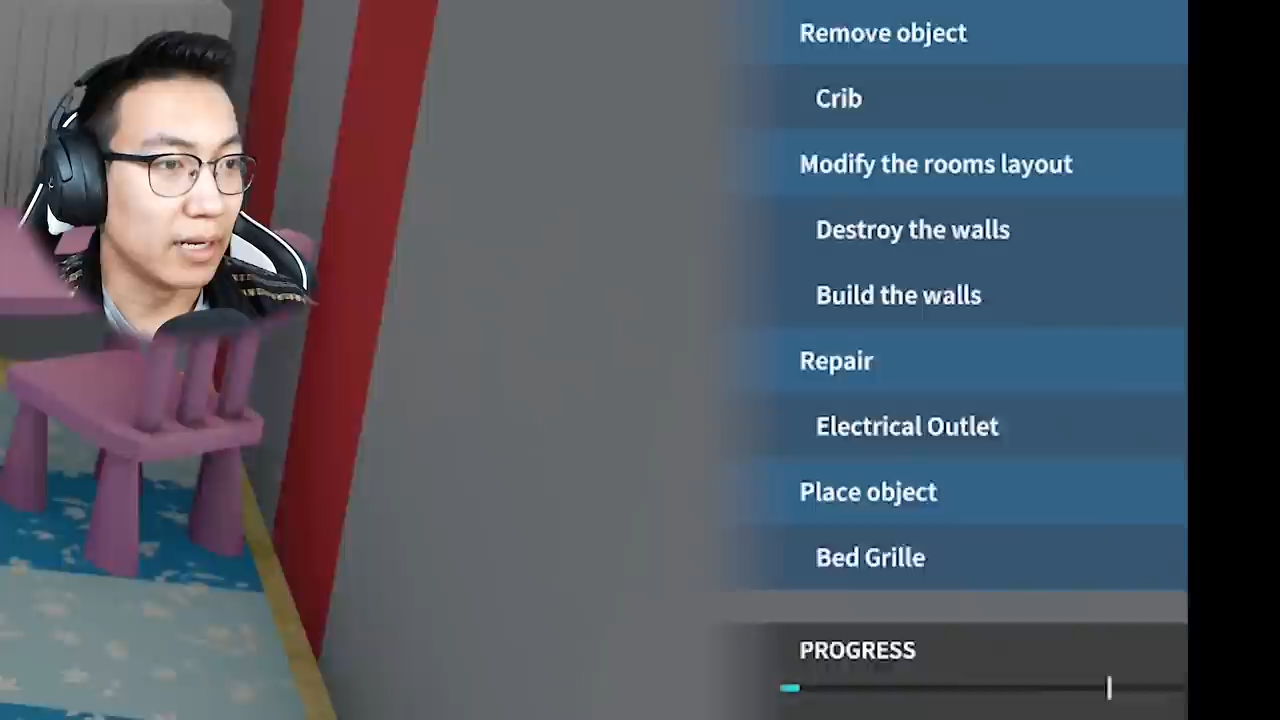 Remove object
Crib
Modify the rooms layout
Destroy the walls
Build the walls
Repair
Electrical Outlet
Place object
Bed Grille
PROGRESS